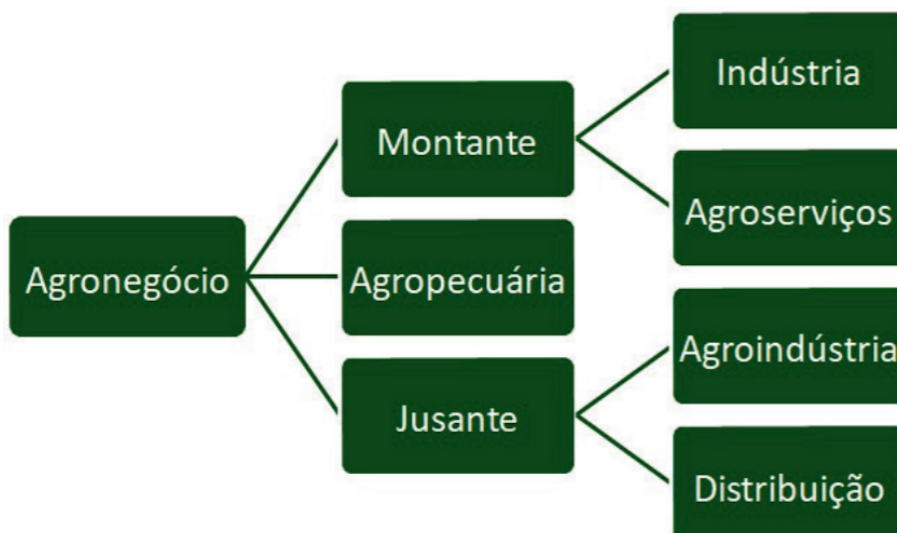 Agronegócio
Montante
Agropecuária
Jusante
Indústria
Agroserviços
Agroindústria
Distribuição